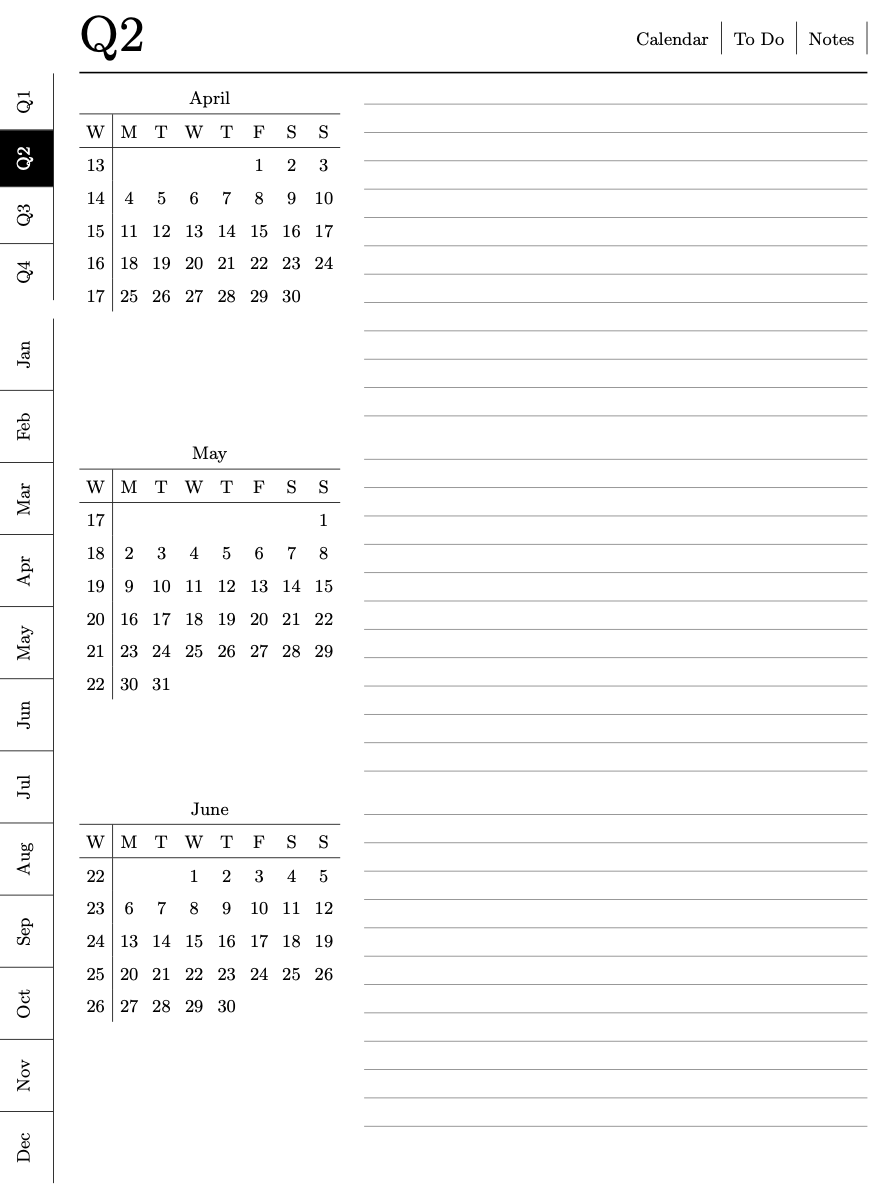 Q2
Calendar To Do Notes
Q1
Q2
Q3
Q4
Jan
Feb
Mar
Apr
May
Jun
Jul
Aug
Sep
Oct
Nov
Dec
April
W M T W T F S S
13 1 2 3
14 4 5 6 7 8 9 10
15 11 12 13 14 15 16 17
16 18 19 20 21 22 23 24
17 25 26 27 28 29 30
May
W M T W T F S S
17 1
18 2 3 4 5 6 7 8
19 9 10 11 12 13 14 15
20 16 17 18 19 20 21 22
21 23 24 25 26 27 28 29
22 30 31
June
W M T W T F S S
22 1 2 3 4 5
23 6 7 8 9 10 11 12
24 13 14 15 16 17 18 19
25 20 21 22 23 24 25 26
26 27 28 29 30